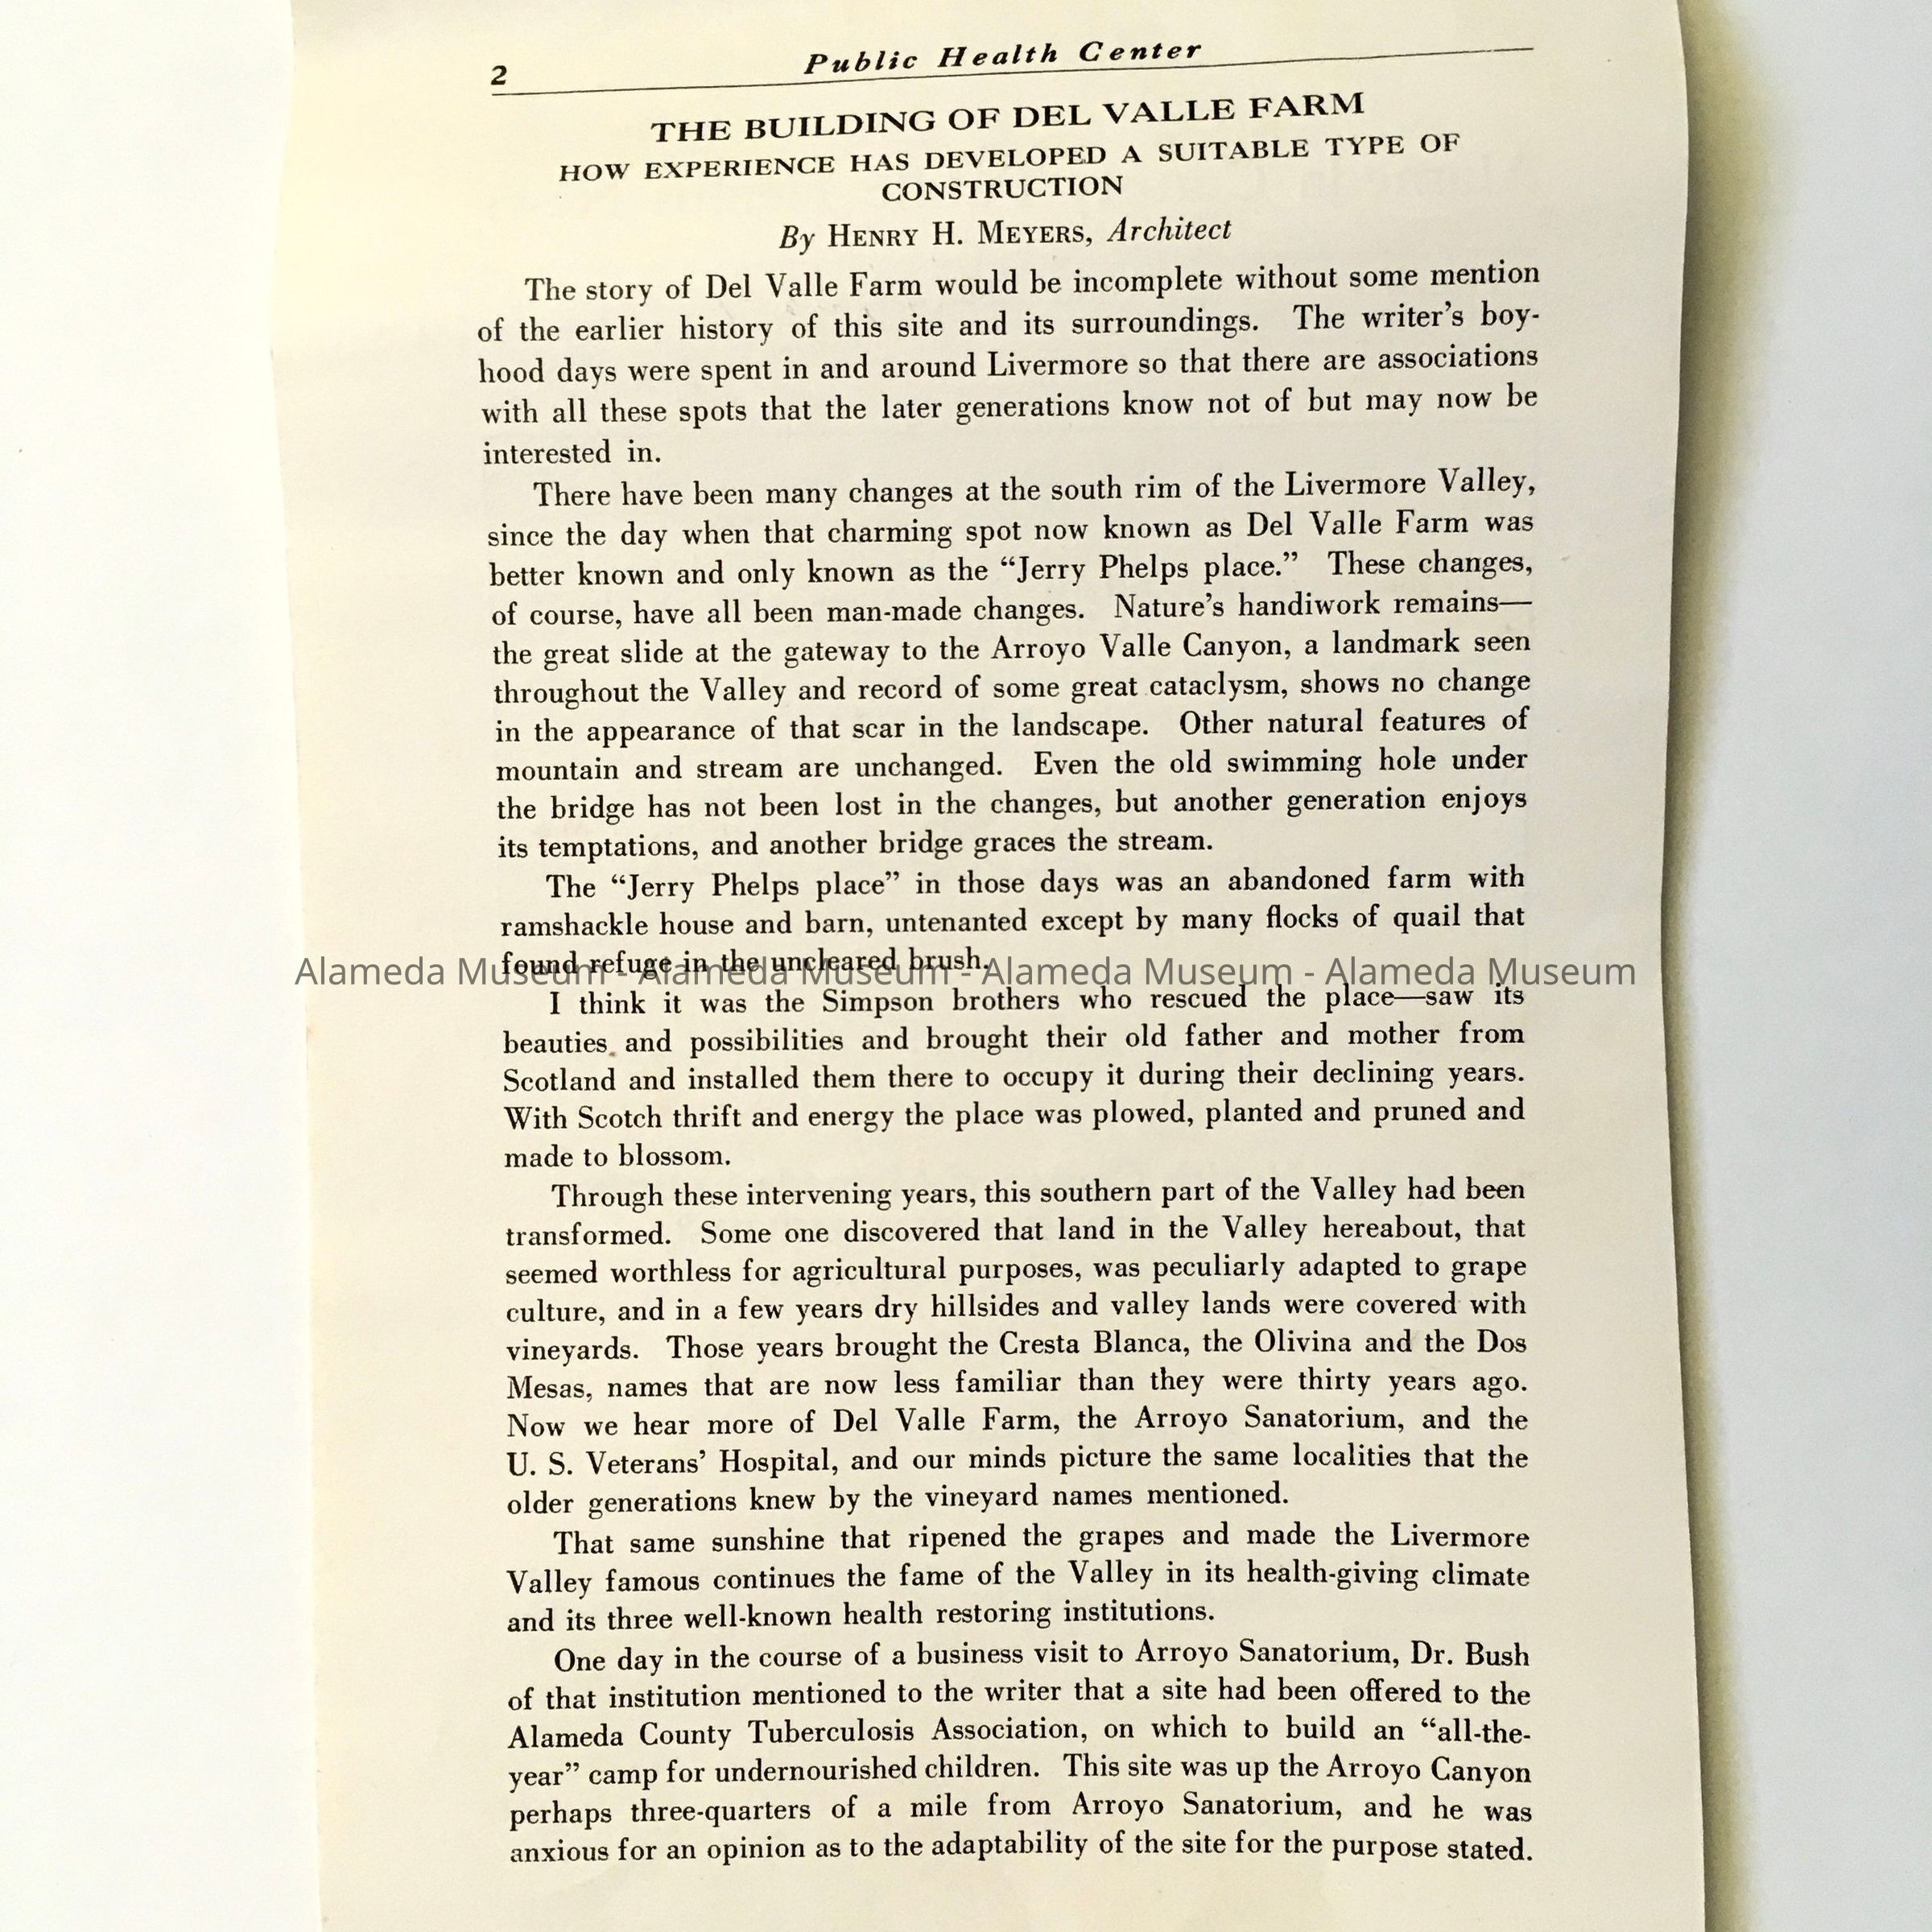 2
Public Health Center
THE BUILDING OF DEL VALLE FARM
HOW EXPERIENCE HAS DEVELOPED A SUITABLE TYPE OF
CONSTRUCTION
By HENRY H. MEYERS, Architect
The story of Del Valle Farm would be incomplete without some mention
of the earlier history of this site and its surroundings. The writer's boy-
hood days were spent in and around Livermore so that there are associations
with all these spots that the later generations know not of but may now be
interested in.
There have been many changes at the south rim of the Livermore Valley,
since the day when that charming spot now known as Del Valle Farm was
better known and only known as the “Jerry Phelps place.” These changes,
of course, have all been man-made changes. Nature's handiwork remains—
the great slide at the gateway to the Arroyo Valle Canyon, a landmark seen
throughout the Valley and record of some great cataclysm, shows no change
in the appearance of that scar in the landscape. Other natural features of
mountain and stream are unchanged. Even the old swimming hole under
the bridge has not been lost in the changes, but another generation enjoys
its temptations, and another bridge graces the stream.
The “Jerry Phelps place” in those days was an abandoned farm with
ramshackle house and barn, untenanted except by many flocks of quail that
found refuge in the uncleared brush.
Alameda Museum - Alameda Museum - Alameda Museum - Alameda Museum
I think it was the Simpson brothers who rescued the place—saw its
beauties and possibilities and brought their old father and mother from
Scotland and installed them there to occupy it during their declining years.
With Scotch thrift and energy the place was plowed, planted and pruned and
made to blossom.
Through these intervening years, this southern part of the Valley had been
transformed. Some one discovered that land in the Valley hereabout, that
seemed worthless for agricultural purposes, was peculiarly adapted to grape
culture, and in a few years dry hillsides and valley lands were covered with
vineyards. Those years brought the Cresta Blanca, the Olivina and the Dos
Mesas, names that are now less familiar than they were thirty years ago.
Now we hear more of Del Valle Farm, the Arroyo Sanatorium, and the
U. S. Veterans' Hospital, and our minds picture the same localities that the
older generations knew by the vineyard names mentioned.
That same sunshine that ripened the grapes and made the Livermore
Valley famous continues the fame of the Valley in its health-giving climate
and its three well-known health restoring institutions.
One day in the course of a business visit to Arroyo Sanatorium, Dr. Bush
of that institution mentioned to the writer that a site had been offered to the
Alameda County Tuberculosis Association, on which to build an “all-the-
year” camp for undernourished children. This site was up the Arroyo Canyon
perhaps three-quarters of a mile from Arroyo Sanatorium, and he was
anxious for an opinion as to the adaptability of the site for the purpose stated.